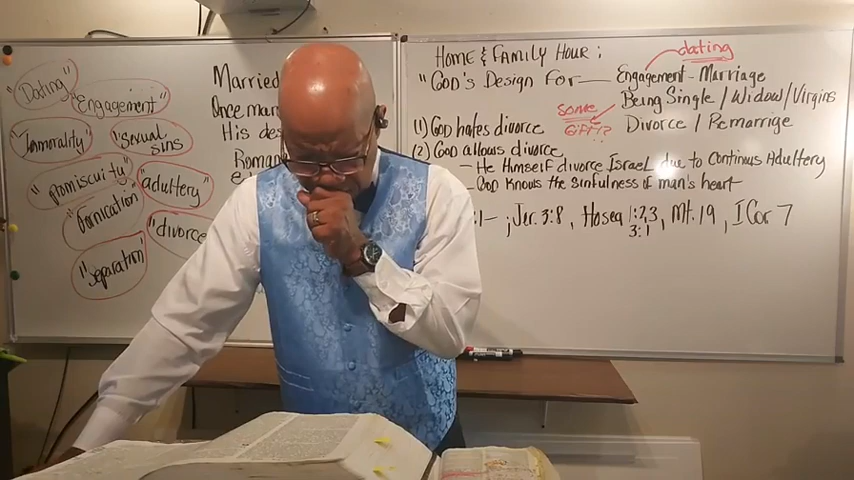 "Dating"
"Engagement"
"Immorality"
"Sexual sins"
"Promiscuity"
"adultery"
"Fornication"
"divorce"
"Separation"
Married
Once mar
His des
Roman
HOME & FAMILY HOUR:
dating
"GOD'S DESIGN FOR — Engagement - Marriage
Some Gift!? Being Single / Widow / Virgins
Divorce / Remarriage
(1) GOD hates divorce
(2) GOD allows divorce
- He Himself divorce Israel due to Continuos Adultery
- GOD Knows the sinfulness of man's heart
:1- ; Jer. 3:8, Hosea 1:2,3, Mt. 19, I Cor 7
3:1